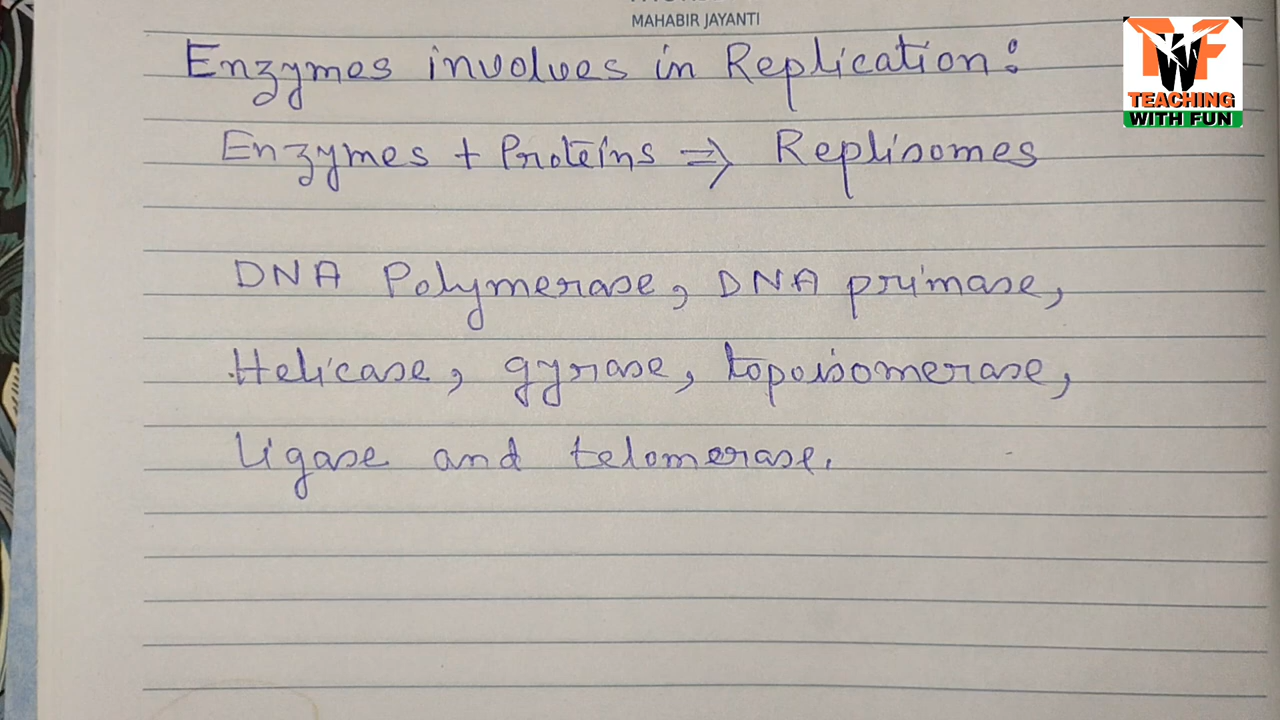 MAHABIR JAYANTI
Enzymes involves in Replication:
Enzymes + Proteins ⇒ Replisomes
DNA Polymerase, DNA primase,
Helicase, gyrase, topoisomerase,
Ligase and telomerase.
TWF
TEACHING
WITH FUN